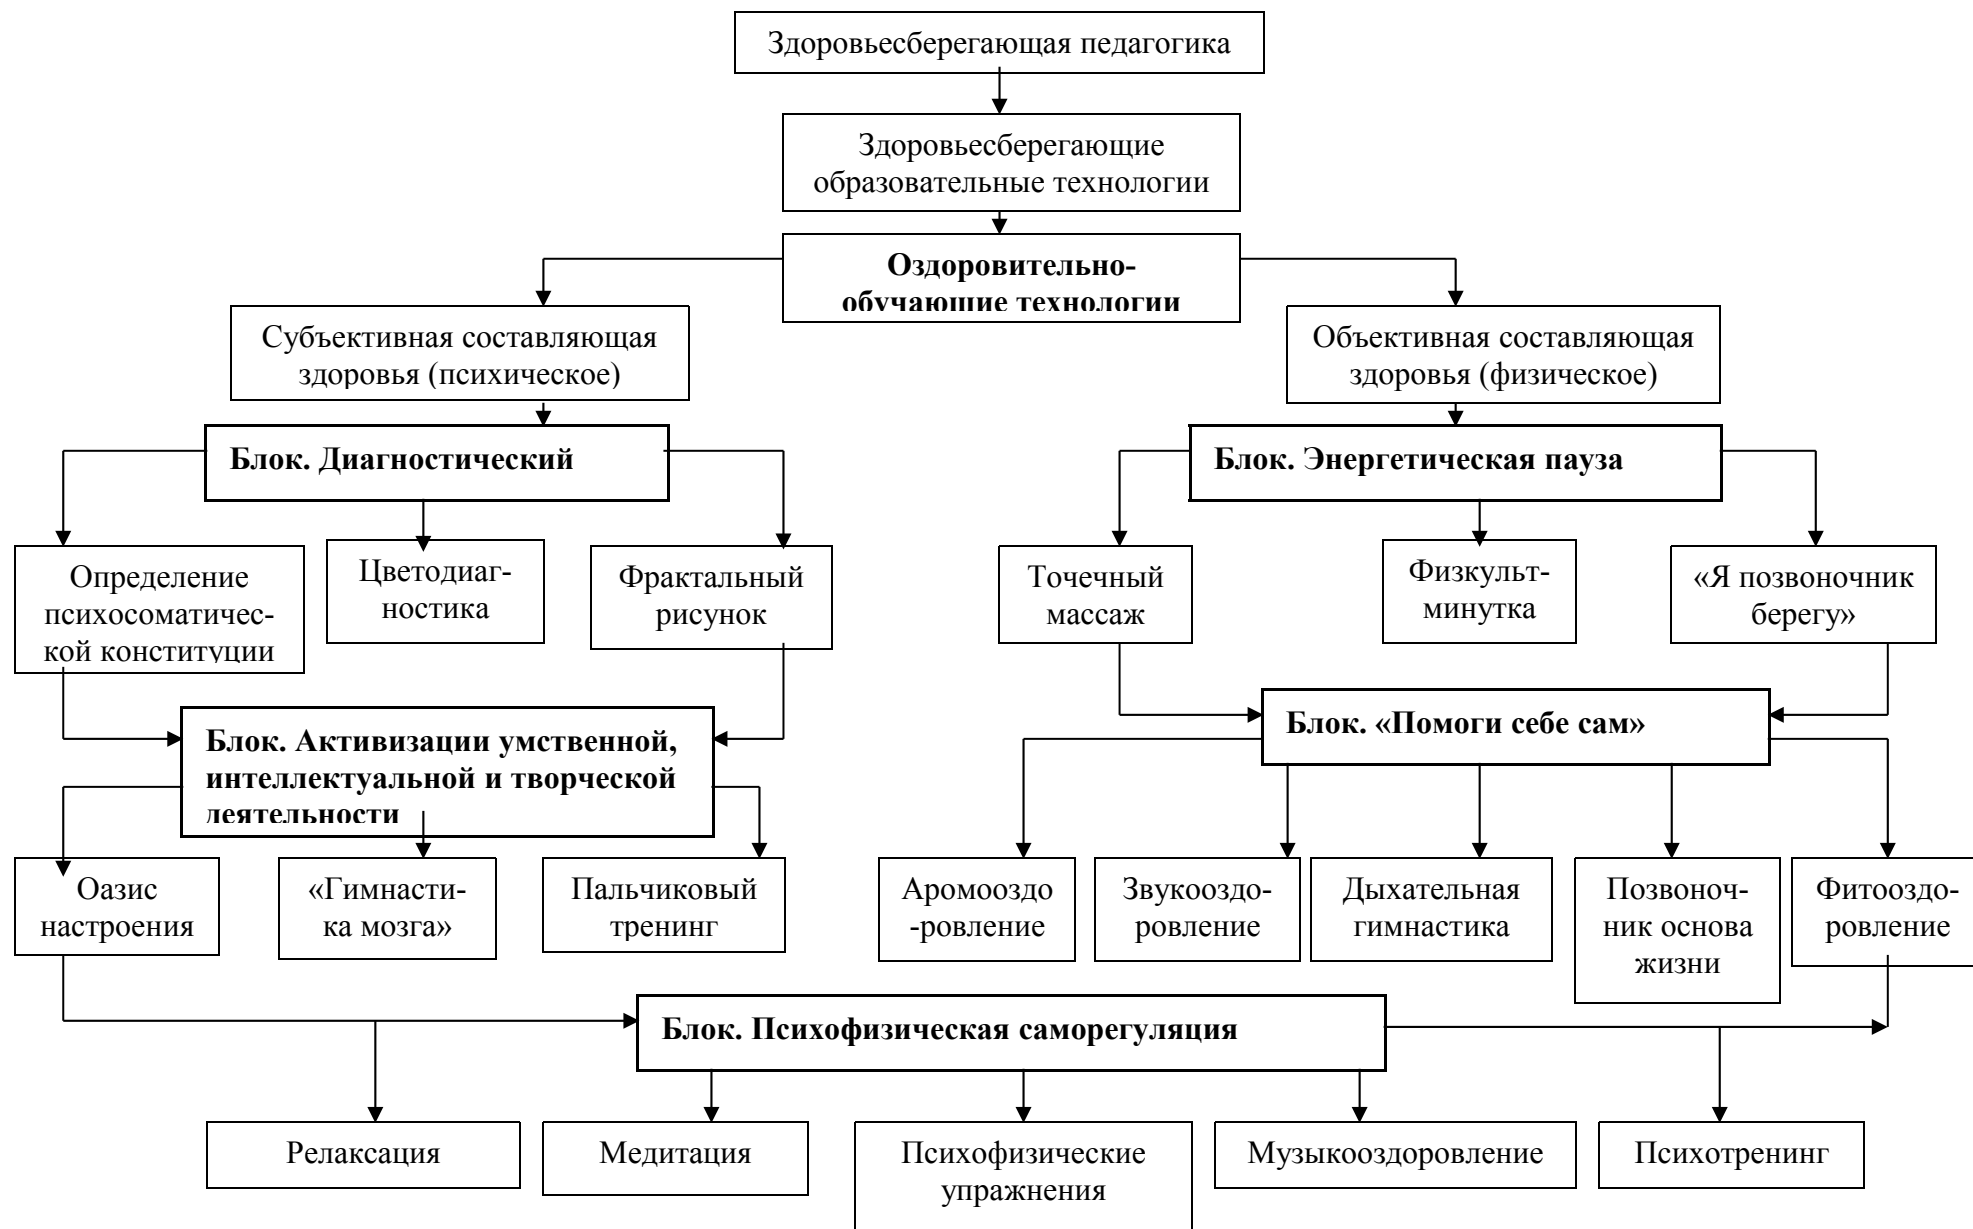 Здоровьесберегающая педагогика
Здоровьесберегающие
образовательные технологии
Оздоровительно-
обучающие технологии
Субъективная составляющая
здоровья (психическое)
Объективная составляющая
здоровья (физическое)
Блок. Диагностический
Блок. Энергетическая пауза
Определение
психосоматичес-
кой конституции
Цветодиаг-
ностика
Фрактальный
рисунок
Точечный
массаж
Физкульт-
минутка
«Я позвоночник
берегу»
Блок. Активизации умственной,
интеллектуальной и творческой
деятельности
Блок. «Помоги себе сам»
Оазис
настроения
«Гимнасти-
ка мозга»
Пальчиковый
тренинг
Аромооздо
-ровление
Звукооздо-
ровление
Дыхательная
гимнастика
Позвоноч-
ник основа
жизни
Фитооздо-
ровление
Блок. Психофизическая саморегуляция
Релаксация
Медитация
Психофизические
упражнения
Музыкооздоровление
Психотренинг